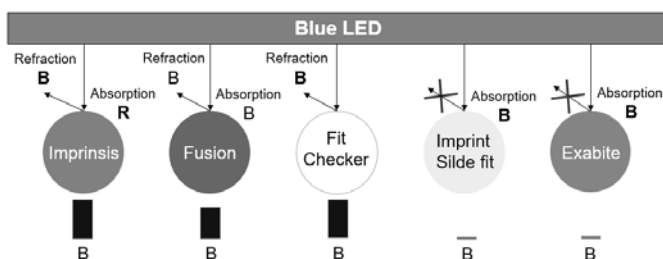 Blue LED
Refraction
B
Absorption
R
Imprinsis
B
Refraction
B
Absorption
B
Fusion
B
Refraction
B
Fit
Checker
B
Absorption
B
Imprint
Silde fit
B
Absorption
B
Exabite
B